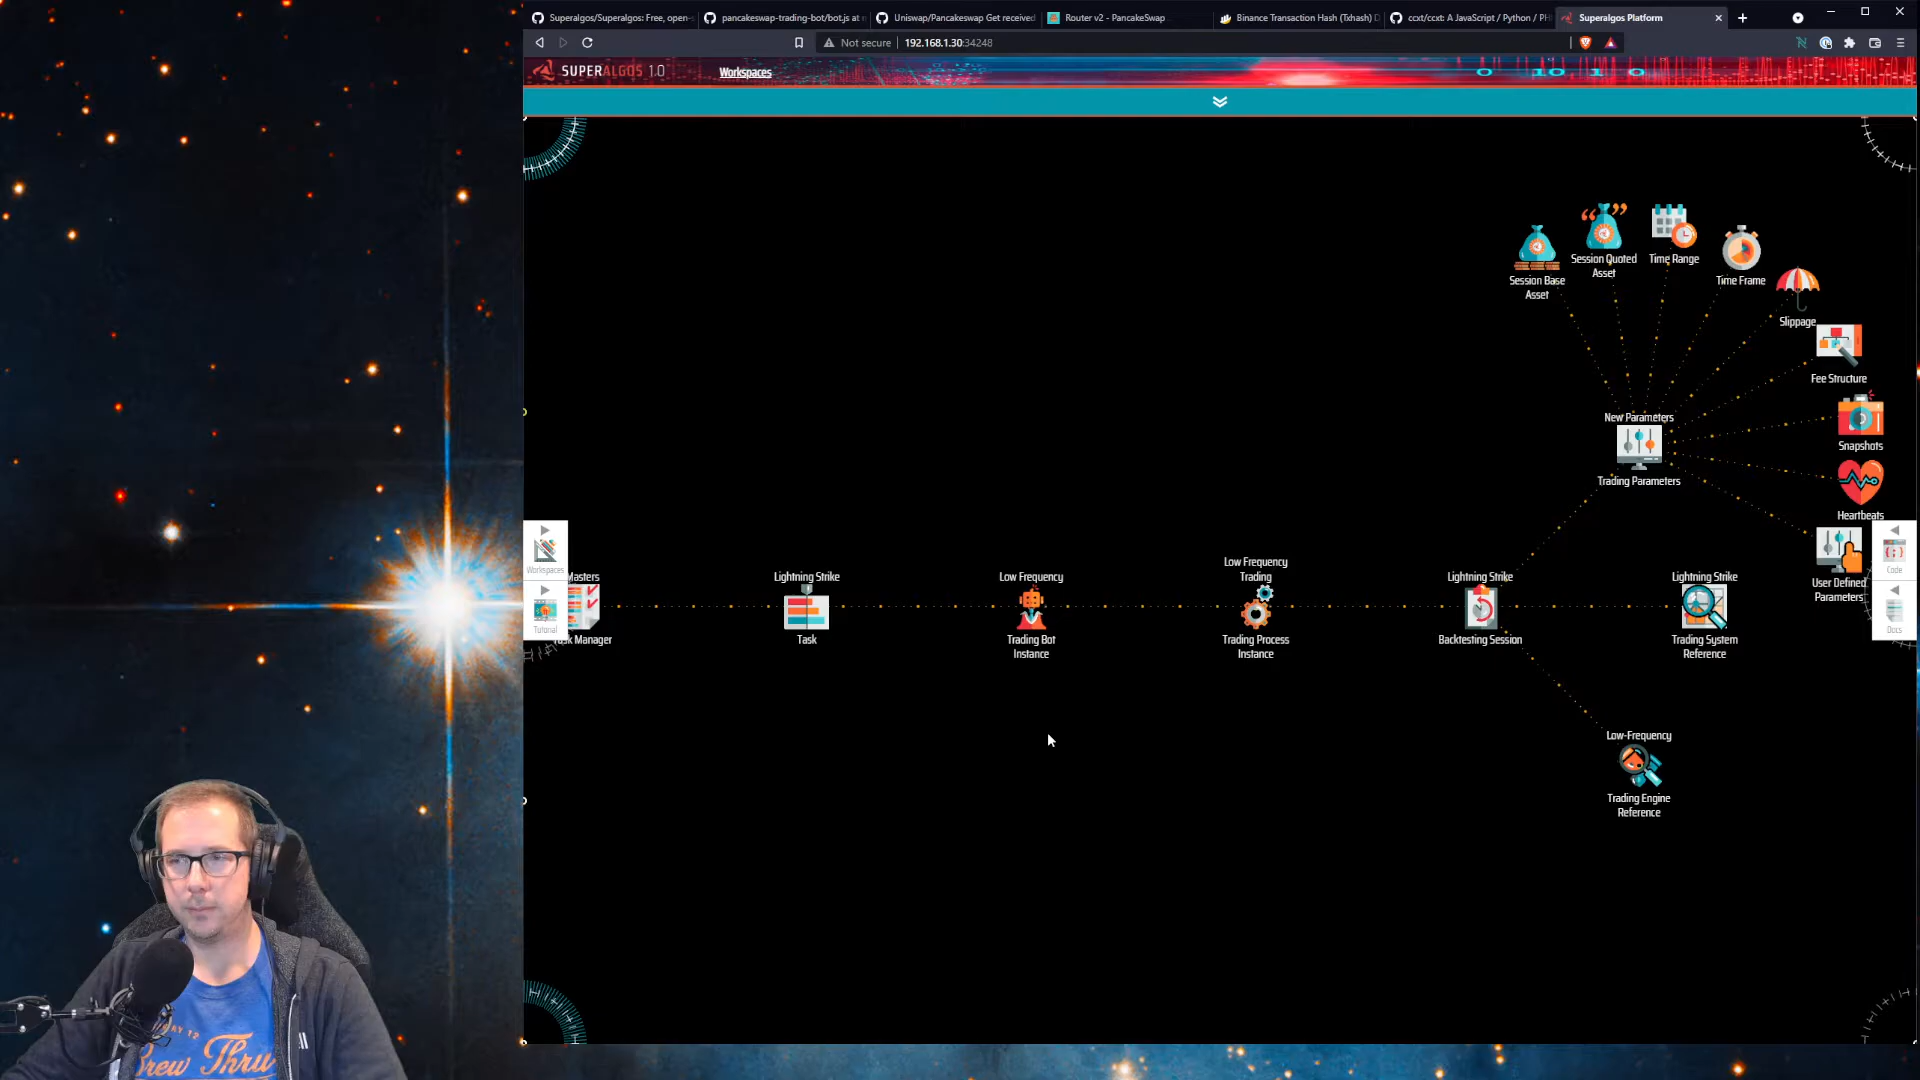 Superalgos/Superalgos: Free, open-s
pancakeswap-trading-bot/bot.js at m
Uniswap/Pancakeswap Get received
Router v2 - PancakeSwap
Binance Transaction Hash (Txhash) D
ccxt/ccxt: A JavaScript / Python / PH
Superalgos Platform
Not secure
192.168.1.30:34248
SUPERALGOS 1.0
Workspaces
0 10 1 0
Session Base
Asset
Session Quoted
Asset
Time Range
Time Frame
Slippage
Fee Structure
Snapshots
Heartbeats
User Defined
Parameters
New Parameters
Trading Parameters
Workspaces
Tutorial
Code
Docs
Masters
Task Manager
Lightning Strike
Task
Low Frequency
Trading Bot
Instance
Low Frequency
Trading
Trading Process
Instance
Lightning Strike
Backtesting Session
Lightning Strike
Trading System
Reference
Low-Frequency
Trading Engine
Reference
Brew Thru